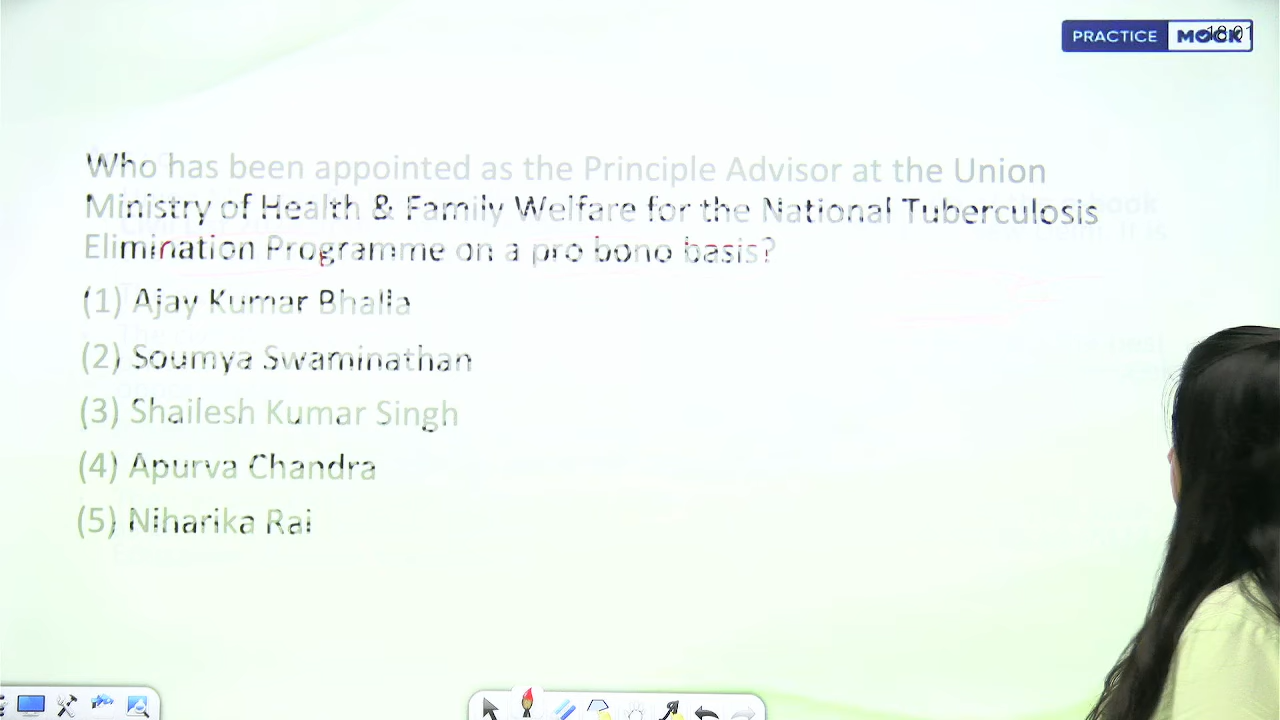 PRACTICE MOCK
18:01
Who has been appointed as the Principle Advisor at the Union
Ministry of Health & Family Welfare for the National Tuberculosis
Elimination Programme on a pro bono basis?
(1) Ajay Kumar Bhalla
(2) Soumya Swaminathan
(3) Shailesh Kumar Singh
(4) Apurva Chandra
(5) Niharika Rai